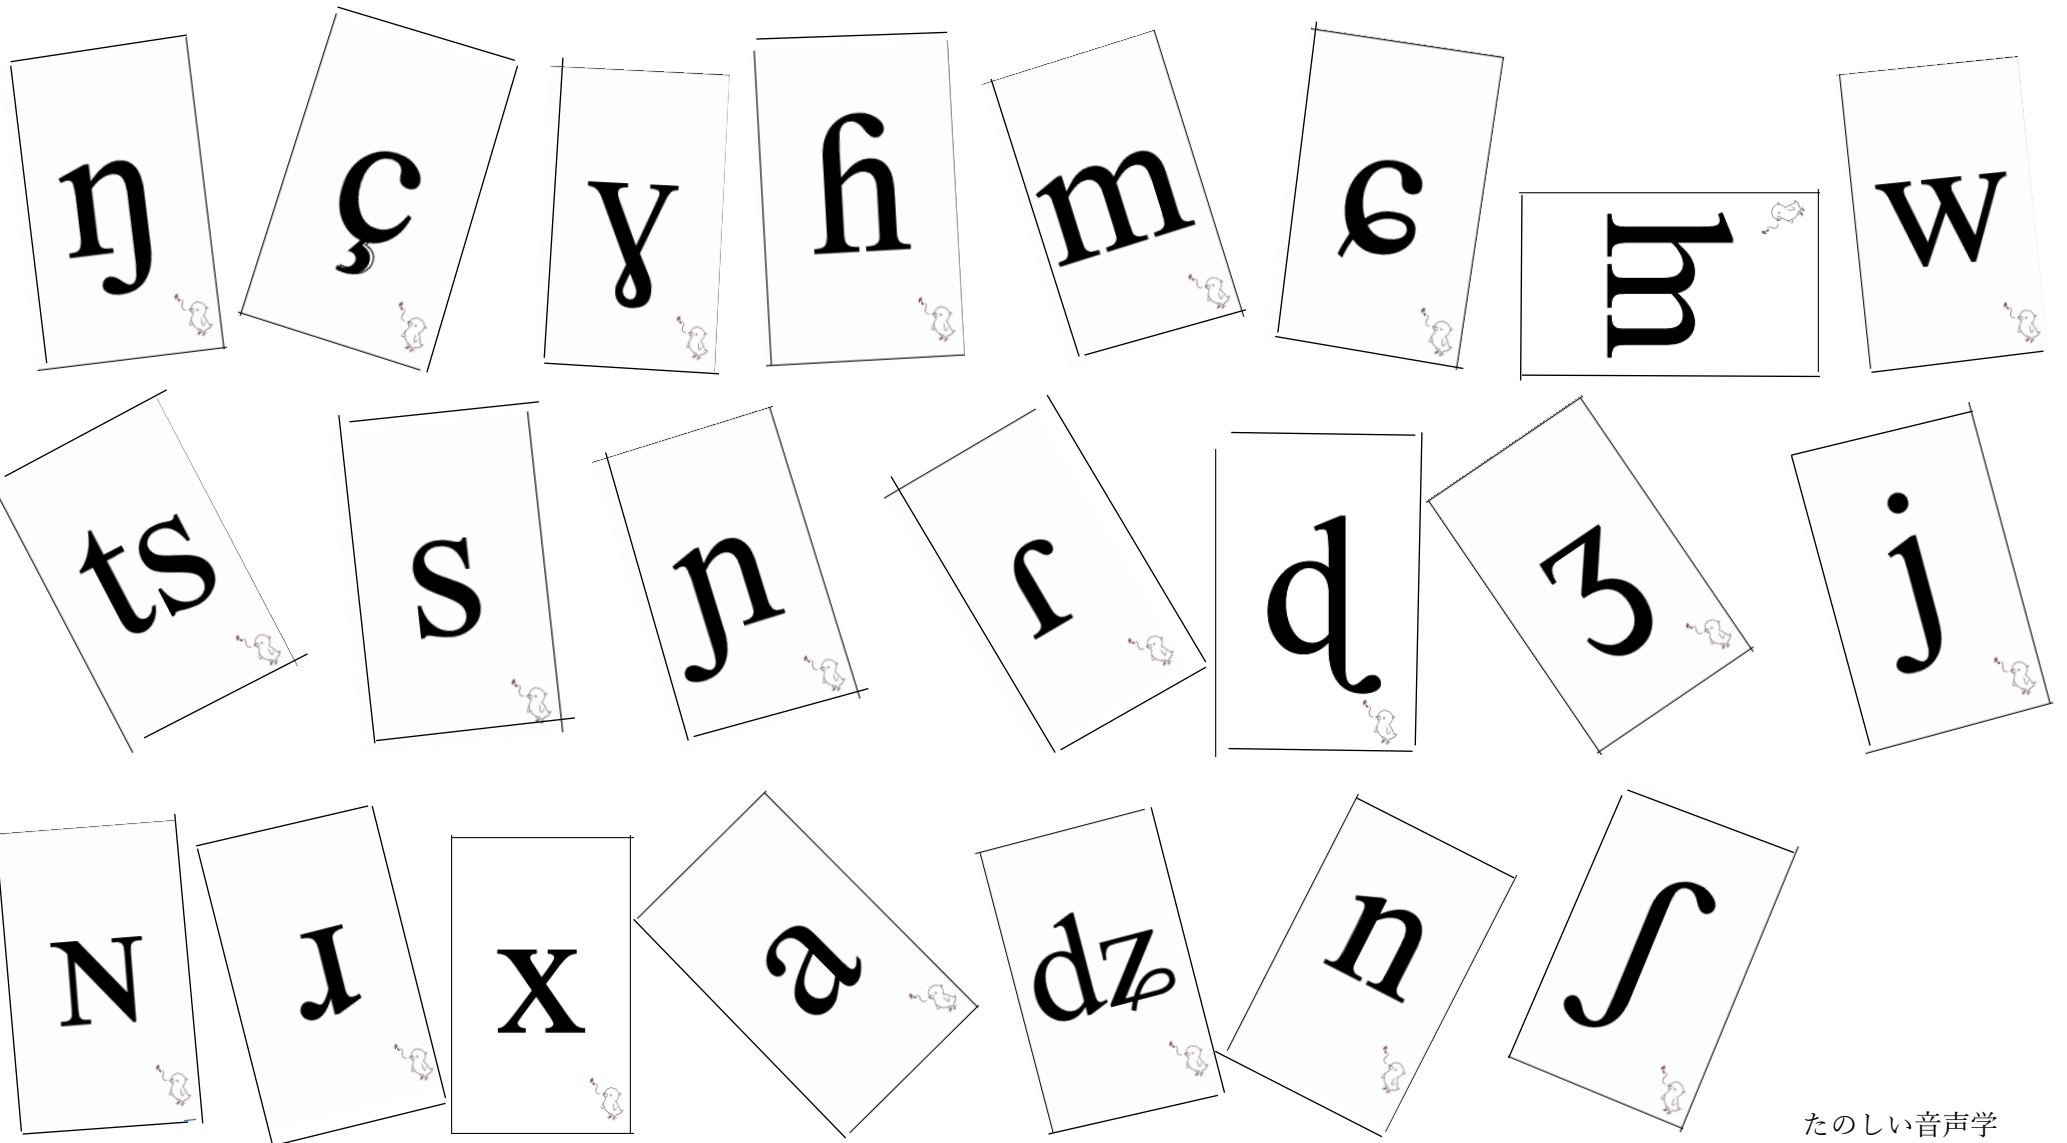 ŋ ç ɣ ɦ m ɕ ɧ w
ts s ɲ ɾ ɖ ʒ j
ɴ ɹ x a dʑ n ʃ
たのしい音声学